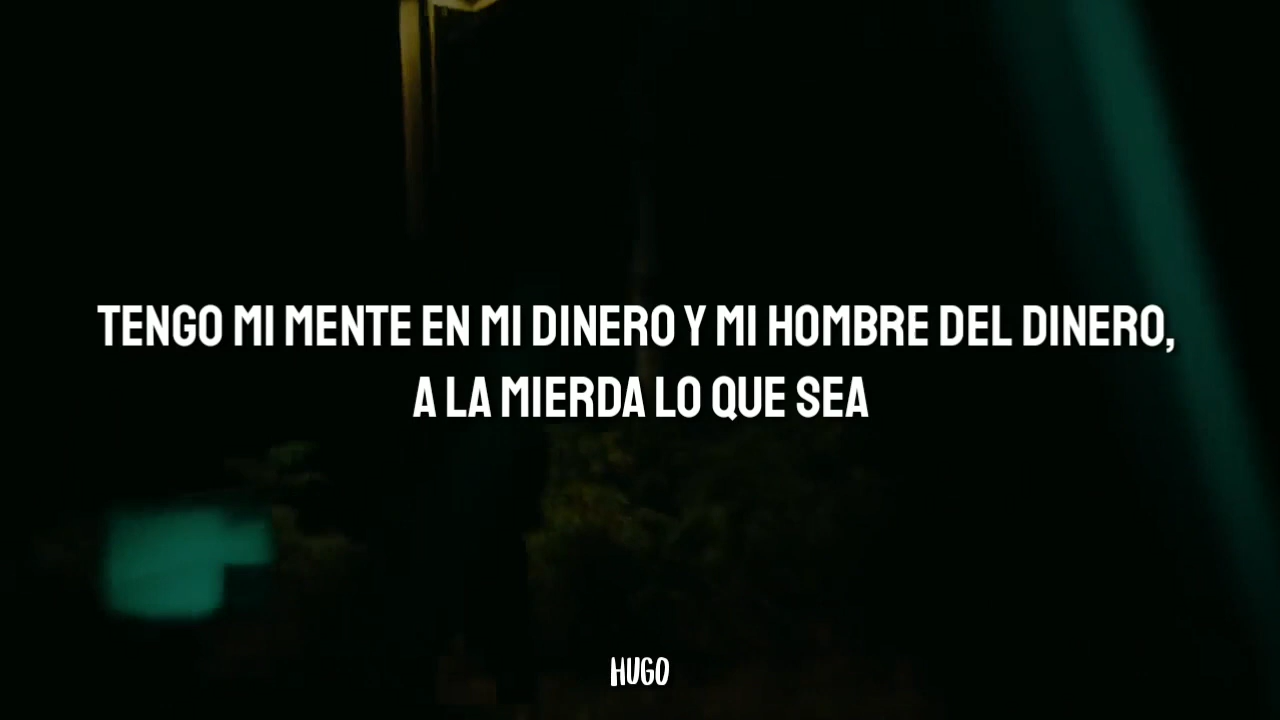 TENGO MI MENTE EN MI DINERO Y MI HOMBRE DEL DINERO,
A LA MIERDA LO QUE SEA
HUGO